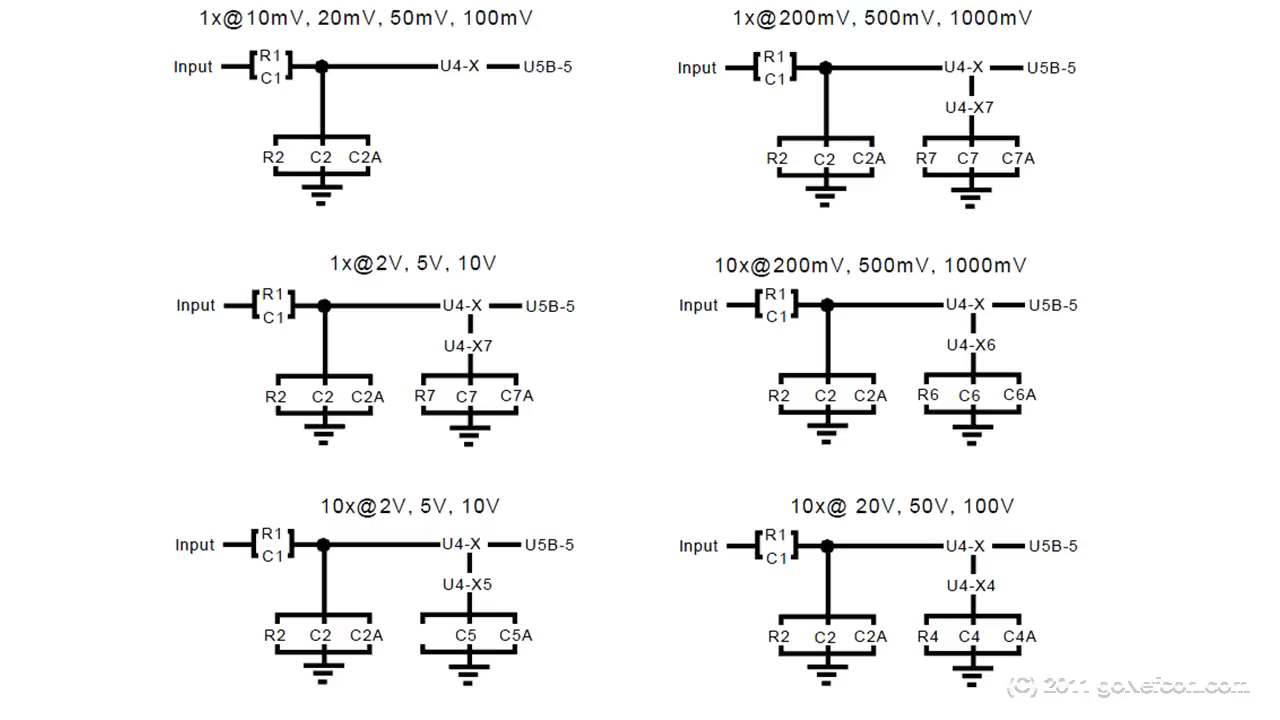 1x@10mV, 20mV, 50mV, 100mV
Input
R1
C1
U4-X
U5B-5
R2 C2 C2A
1x@200mV, 500mV, 1000mV
Input
R1
C1
U4-X
U5B-5
U4-X7
R2 C2 C2A
R7 C7 C7A
1x@2V, 5V, 10V
Input
R1
C1
U4-X
U5B-5
U4-X7
R2 C2 C2A
R7 C7 C7A
10x@200mV, 500mV, 1000mV
Input
R1
C1
U4-X
U5B-5
U4-X6
R2 C2 C2A
R6 C6 C6A
10x@2V, 5V, 10V
Input
R1
C1
U4-X
U5B-5
U4-X5
R2 C2 C2A
C5 C5A
10x@ 20V, 50V, 100V
Input
R1
C1
U4-X
U5B-5
U4-X4
R2 C2 C2A
R4 C4 C4A
(C) 2011